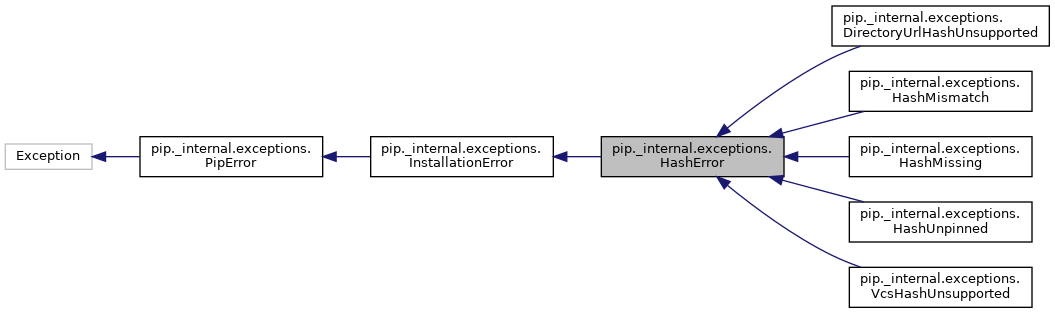 Exception
pip._internal.exceptions.
PipError
pip._internal.exceptions.
InstallationError
pip._internal.exceptions.
HashError
pip._internal.exceptions.
DirectoryUrlHashUnsupported
pip._internal.exceptions.
HashMismatch
pip._internal.exceptions.
HashMissing
pip._internal.exceptions.
HashUnpinned
pip._internal.exceptions.
VcsHashUnsupported